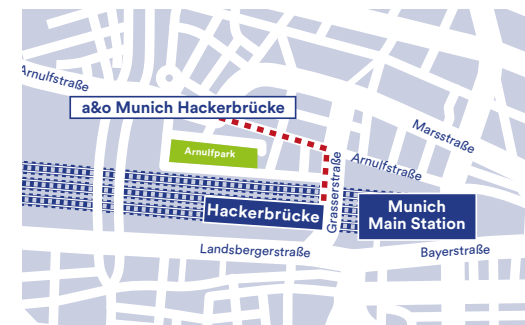 Arnulfstraße
a&o Munich Hackerbrücke
Marsstraße
Arnulfpark
Arnulfstraße
Grasserstraße
Hackerbrücke
Munich
Main Station
Landsbergerstraße
Bayerstraße